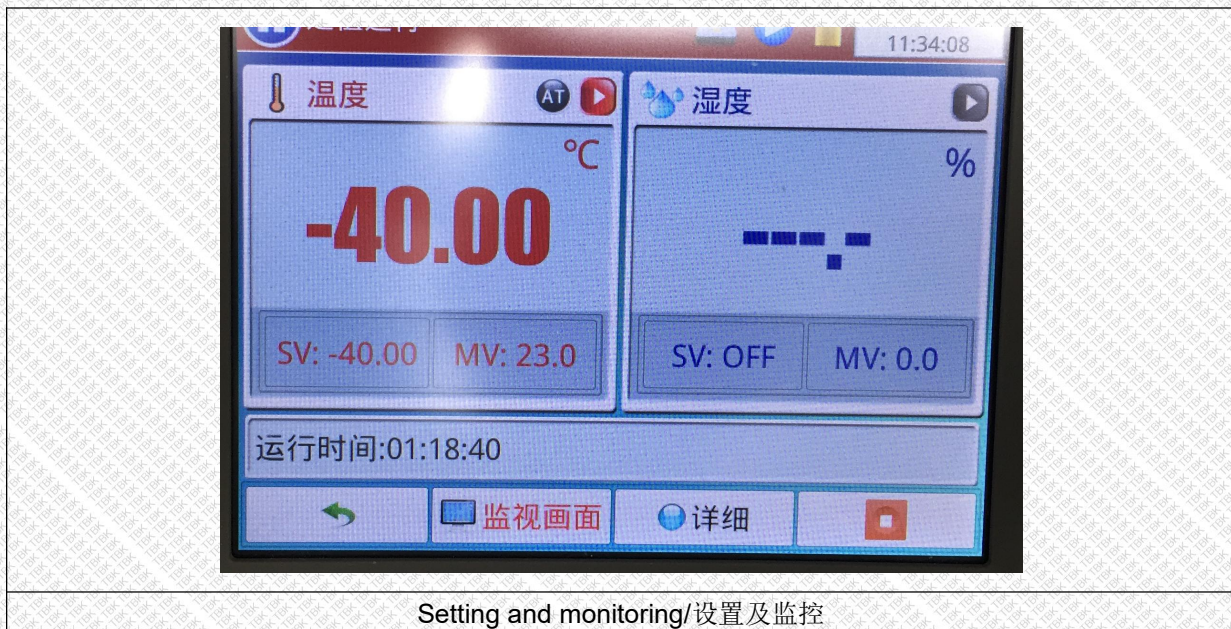 11:34:08
温度
AT
湿度
℃
%
-40.00
---.-
SV: -40.00
MV: 23.0
SV: OFF
MV: 0.0
运行时间:01:18:40
监视画面
详细
Setting and monitoring/设置及监控